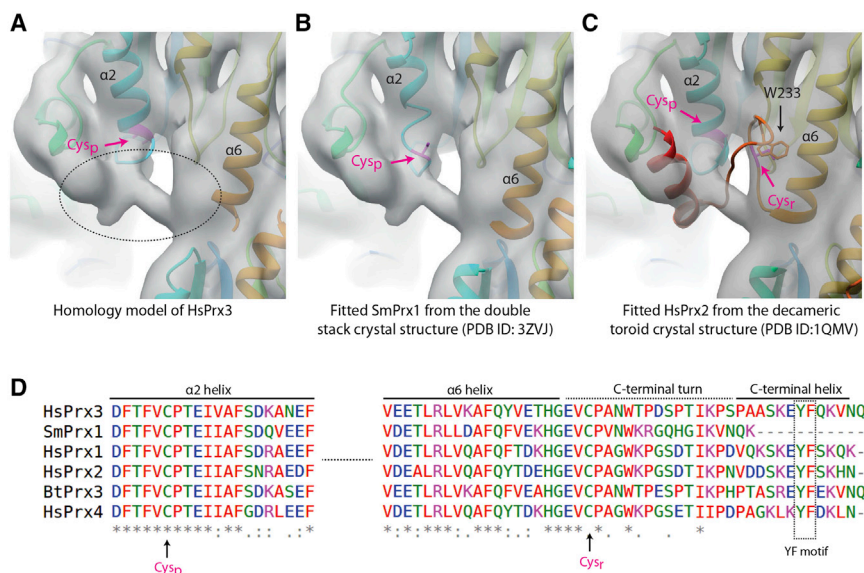 A
B
C
α2
Cysp
α6
α2
Cysp
α6
α2
W233
Cysp
α6
Cysr
Homology model of HsPrx3
Fitted SmPrx1 from the double
stack crystal structure (PDB ID: 3ZVJ)
Fitted HsPrx2 from the decameric
toroid crystal structure (PDB ID:1QMV)
D
α2 helix α6 helix C-terminal turn C-terminal helix
HsPrx3 DFTFVCPTEIVAFSDKANEF VEETLRLVKAFQYVETHGEVCPANWTPDSPTIKPSPAASKEYFQKVNQ
SmPrx1 DFTFVCPTEIIAFSDQVEEF VEETLRLLDAFQFVEKHGEVCPVNWKRGQHGIKVNQK-----------
HsPrx1 DFTFVCPTEIIAFSDRAEEF VDETLRLVQAFQFTDKHGEVCPAGWKPGSDTIKPDVQKSKEYFSKQK-
HsPrx2 DFTFVCPTEIIAFSNRAEDF VDEALRLVQAFQYTDEHGEVCPAGWKPGSDTIKPNVDDSKEYFSKHN-
BtPrx3 DFTFVCPTEIIAFSDKASEF VEETLRLVKAFQFVEAHGEVCPANWTPESPTIKPHPTASREYFEKVNQ
HsPrx4 DFTFVCPTEIIAFGDRLEEF VDETLRLVQAFQYTDKHGEVCPAGWKPGSETIIPDPAGKLKYFDKLN-
Cysp
Cysr
YF motif